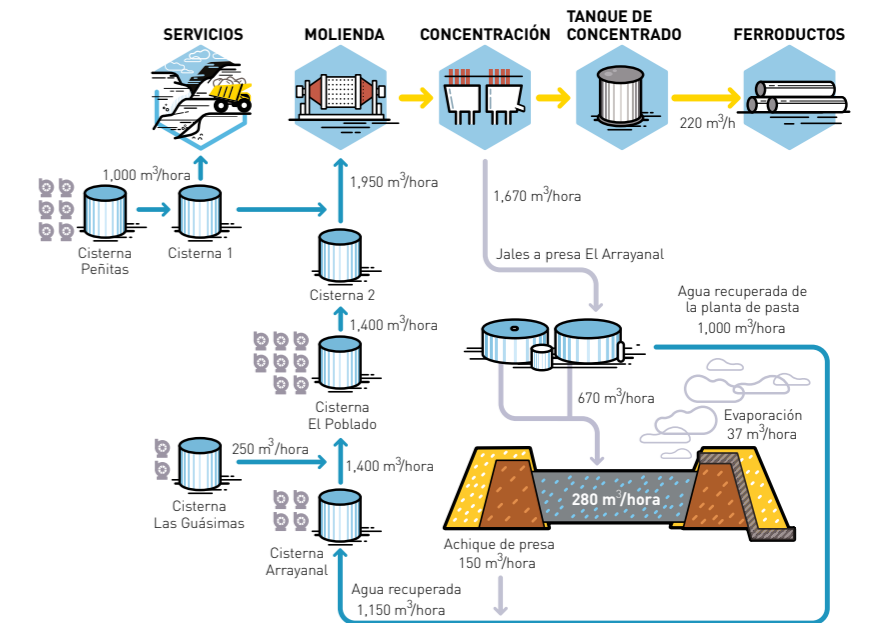 SERVICIOS
MOLIENDA
CONCENTRACIÓN
TANQUE DE
CONCENTRADO
FERRODUCTOS
220 m³/h
1,000 m³/hora
1,950 m³/hora
1,670 m³/hora
Cisterna
Peñitas
Cisterna 1
Jales a presa El Arrayanal
Cisterna 2
Agua recuperada de
la planta de pasta
1,000 m³/hora
1,400 m³/hora
670 m³/hora
Cisterna
El Poblado
Evaporación
37 m³/hora
250 m³/hora
1,400 m³/hora
280 m³/hora
Cisterna
Las Guásimas
Cisterna
Arrayanal
Achique de presa
150 m³/hora
Agua recuperada
1,150 m³/hora